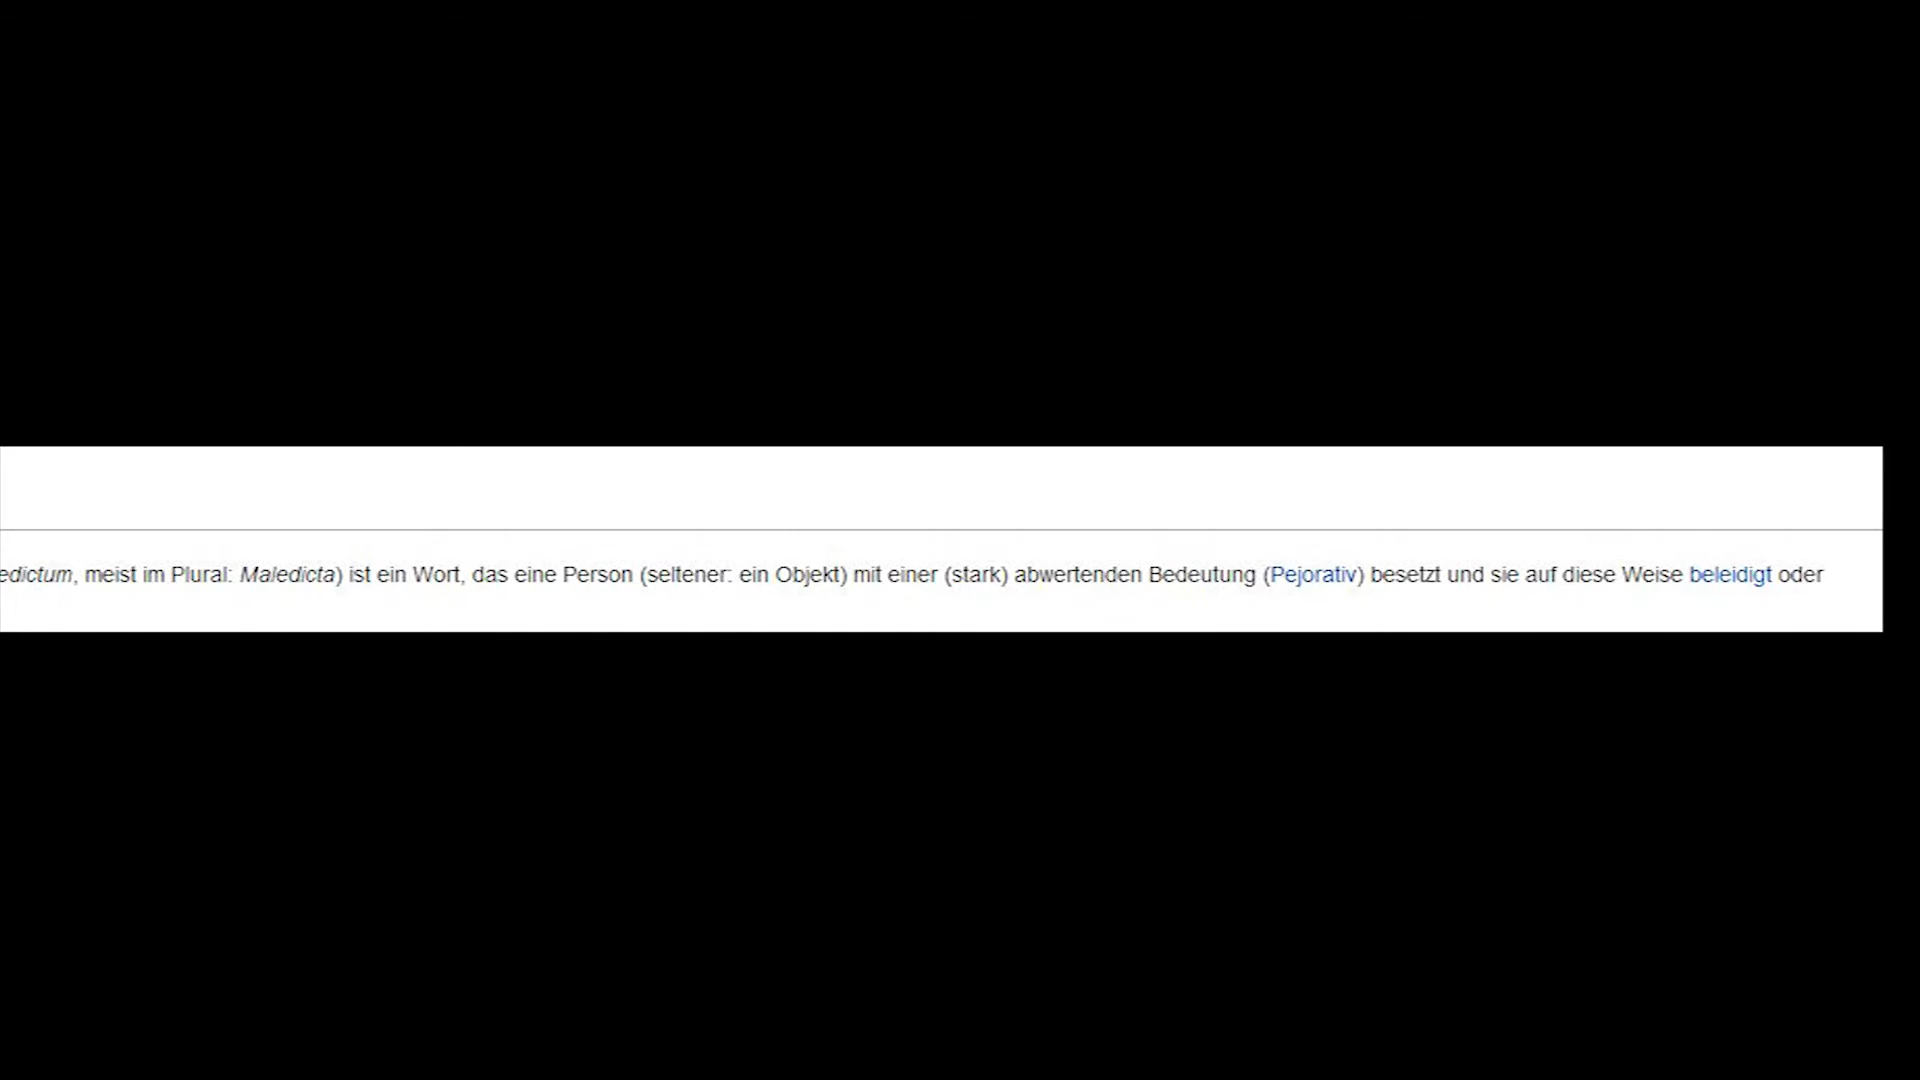 edictum, meist im Plural: Maledicta) ist ein Wort, das eine Person (seltener: ein Objekt) mit einer (stark) abwertenden Bedeutung (Pejorativ) besetzt und sie auf diese Weise beleidigt oder